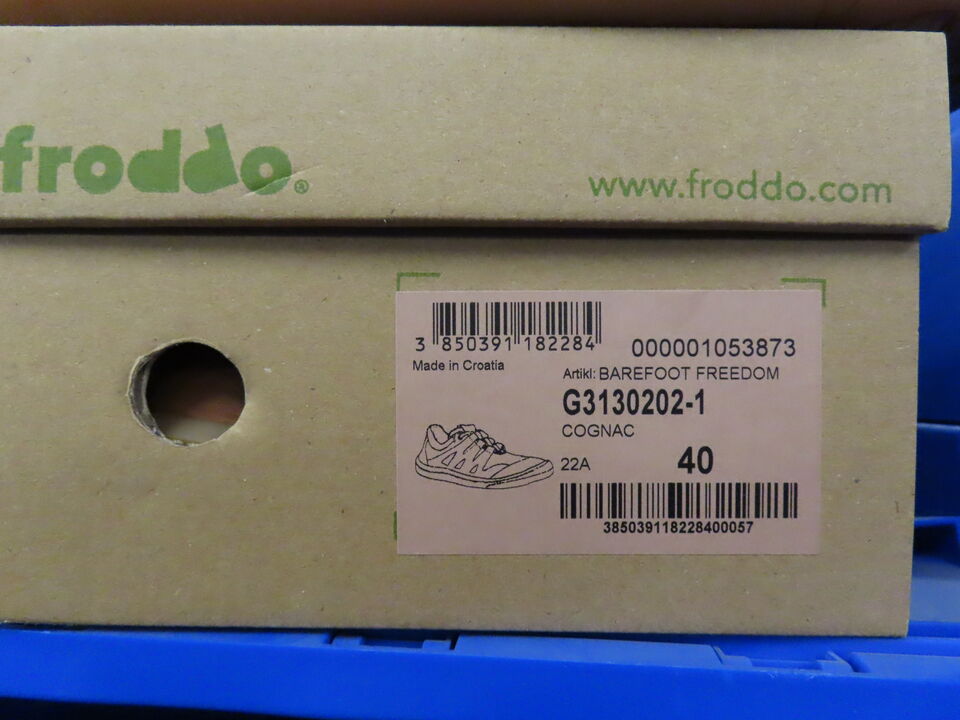 froddo®
www.froddo.com
3 850391 182284
000001053873
Made in Croatia
Artikl: BAREFOOT FREEDOM
G3130202-1
COGNAC
22A 40
385039118228400057